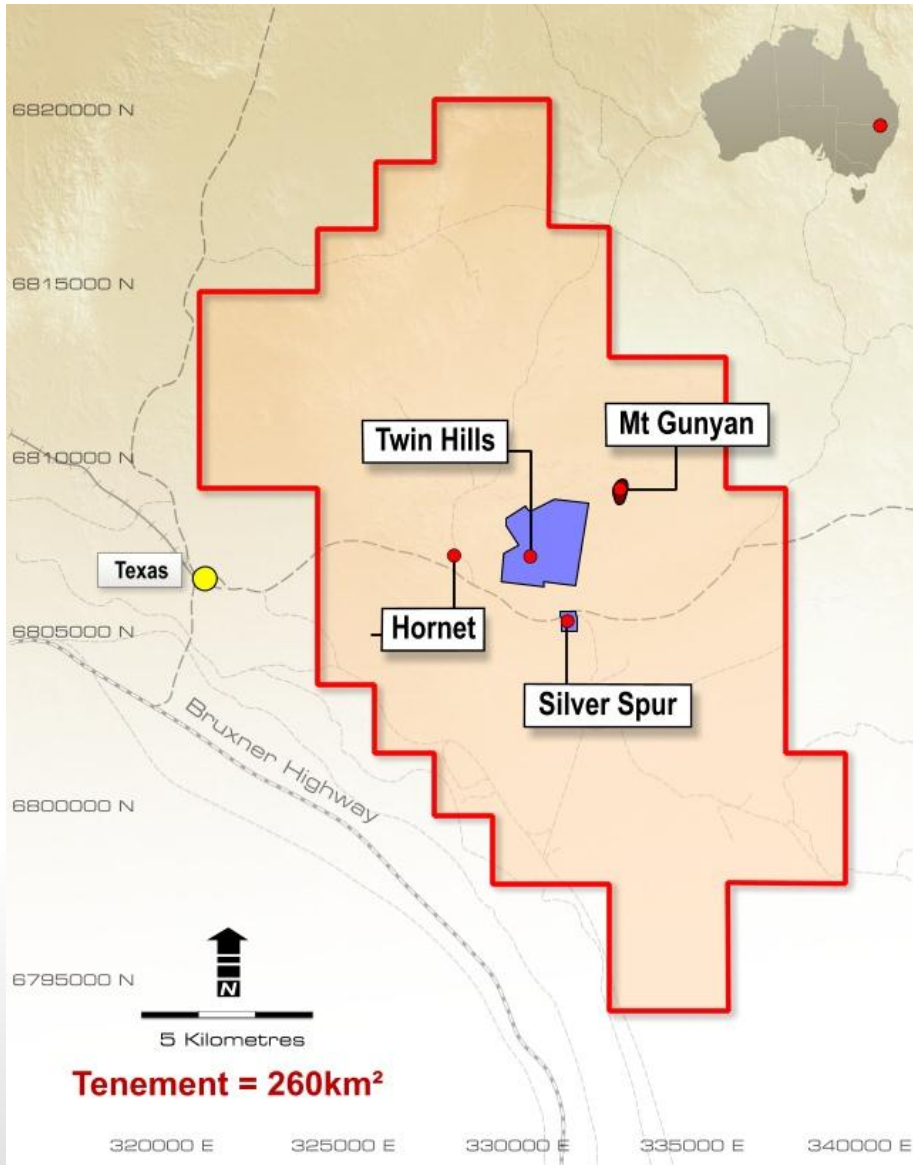 6820000 N
6815000 N
Mt Gunyan
Twin Hills
6810000 N
Texas
Hornet
6805000 N
Silver Spur
Bruxner Highway
6800000 N
6795000 N
N
5 Kilometres
Tenement = 260km²
320000 E 325000 E 330000 E 335000 E 340000 E